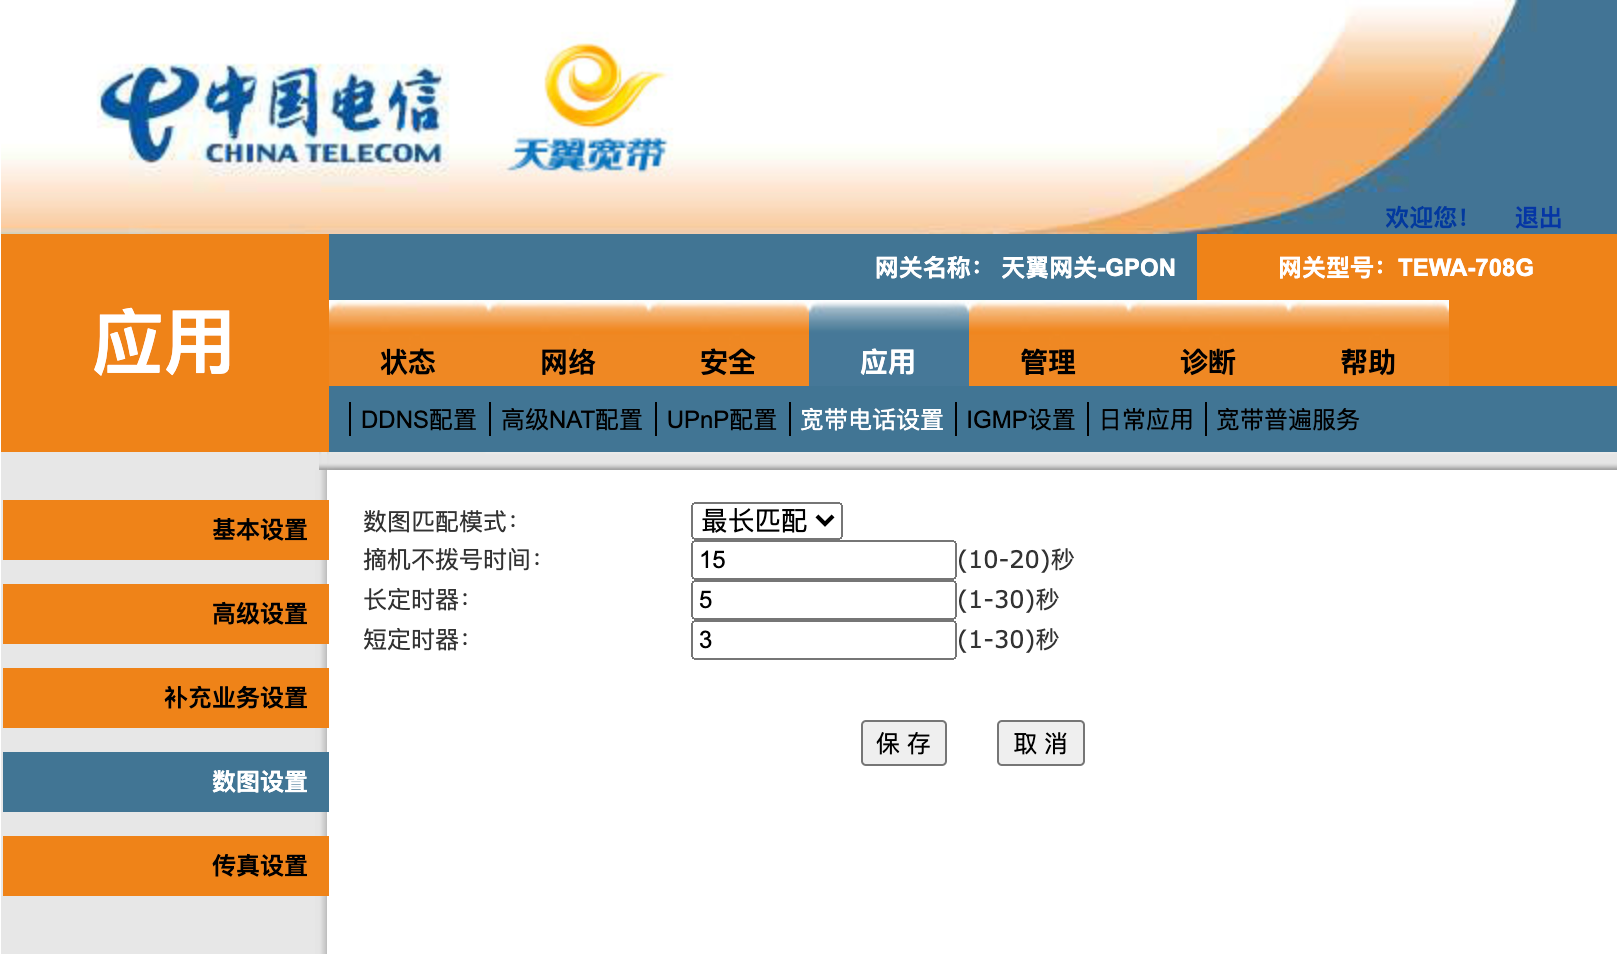 中国电信
CHINA TELECOM
天翼宽带
欢迎您! 退出
网关名称: 天翼网关-GPON 网关型号: TEWA-708G
应用
状态 网络 安全 应用 管理 诊断 帮助
DDNS配置 高级NAT配置 UPnP配置 宽带电话设置 IGMP设置 日常应用 宽带普遍服务
基本设置
高级设置
补充业务设置
数图设置
传真设置
数图匹配模式: 最长匹配
摘机不拨号时间: 15 (10-20)秒
长定时器: 5 (1-30)秒
短定时器: 3 (1-30)秒
保 存 取 消